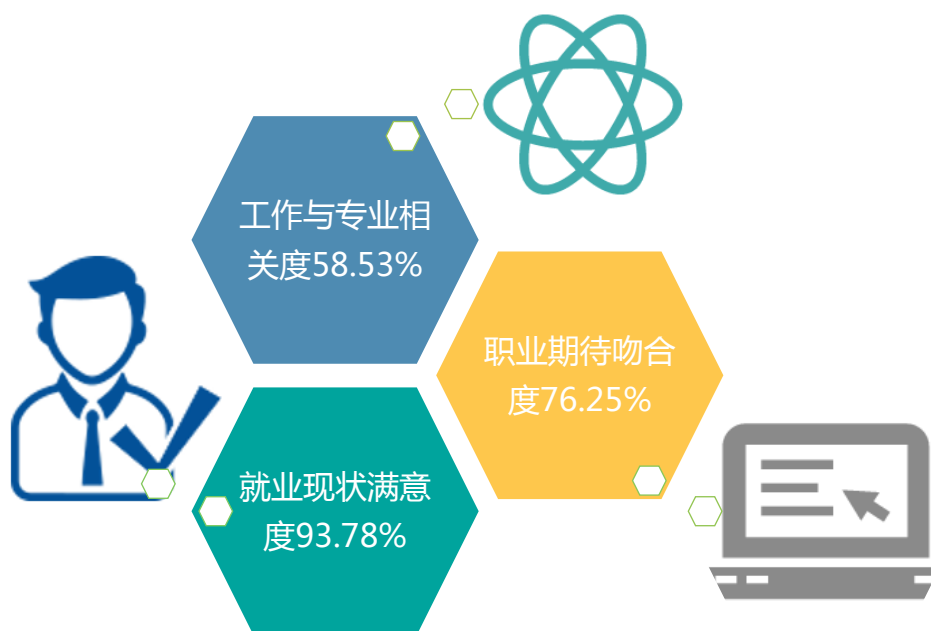 工作与专业相
关度58.53%
职业期待吻合
度76.25%
就业现状满意
度93.78%